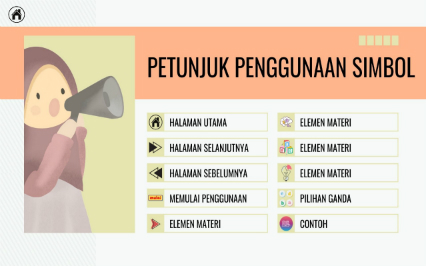 PETUNJUK PENGGUNAAN SIMBOL
HALAMAN UTAMA
HALAMAN SELANJUTNYA
HALAMAN SEBELUMNYA
MEMULAI PENGGUNAAN
ELEMEN MATERI
ELEMEN MATERI
ELEMEN MATERI
ELEMEN MATERI
PILIHAN GANDA
CONTOH